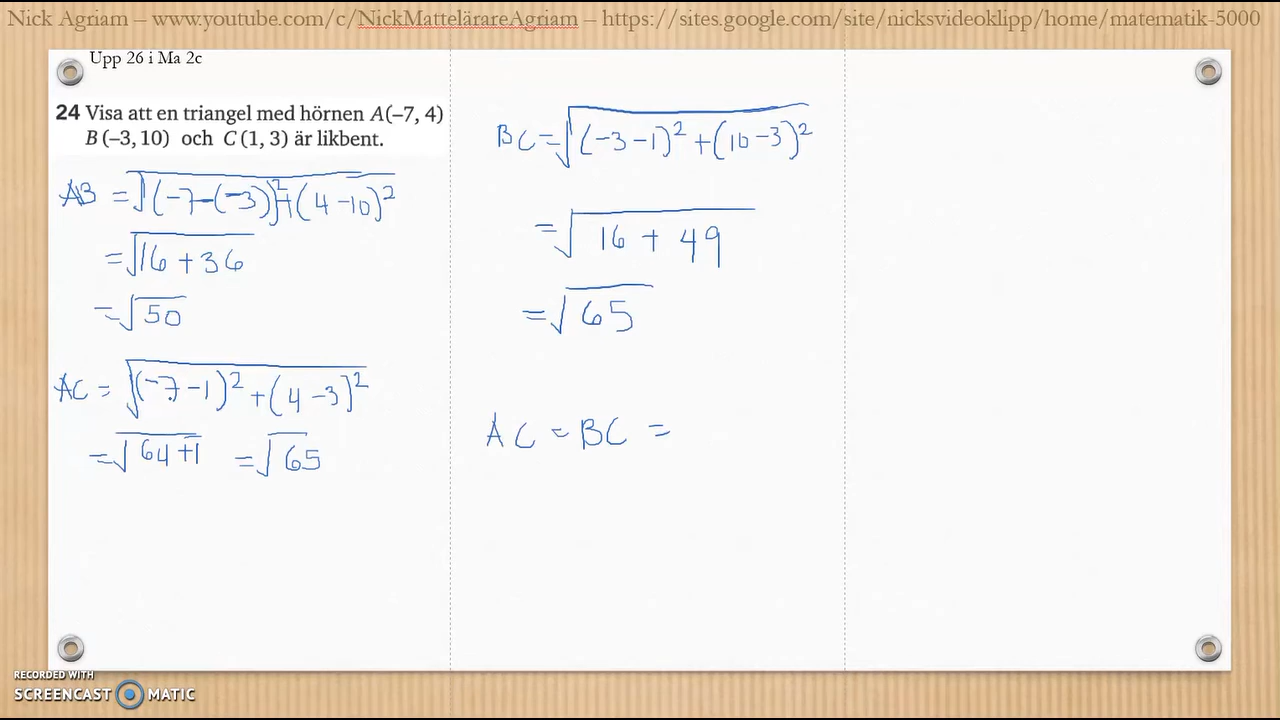 Nick Agriam – www.youtube.com/c/NickMattelärareAgriam – https://sites.google.com/site/nicksvideoklipp/home/matematik-5000
Upp 26 i Ma 2c
24 Visa att en triangel med hörnen A(–7, 4)
B(–3, 10) och C(1, 3) är likbent.
AB = √((-7-(-3))² + (4-10)²)
= √(16 + 36)
= √50
AC = √((-7-1)² + (4-3)²)
= √(64+1) = √65
BC = √((-3-1)² + (10-3)²)
= √(16 + 49)
= √65
AC = BC =
RECORDED WITH
SCREENCAST MATIC